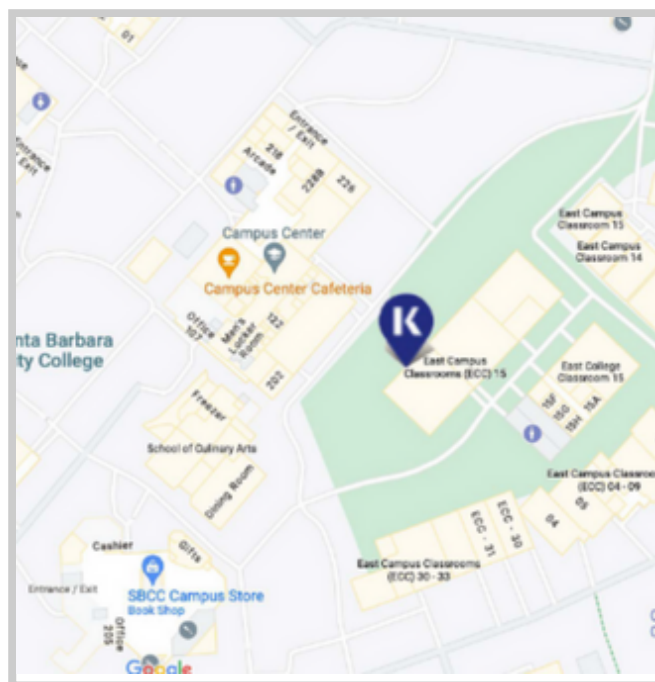 01
Entrance
/ Exit
Entrance
/ Exit
218
Arcade
228B
226
Campus Center
Campus Center Cafeteria
Office
107
Men's
Locker
Room
122
202
nta Barbara
ty College
K
East Campus
Classroom 15
East Campus
Classroom 14
East Campus
Classrooms (ECC) 15
East College
Classroom 15
15F
15G
15H
15A
Freezer
School of Culinary Arts
Dining Room
East Campus Classroo
(ECC) 04 - 09
04
05
ECC - 31
ECC - 30
East Campus Classrooms
(ECC) 30 - 33
Cashier
Gifts
Entrance / Exit
SBCC Campus Store
Book Shop
Office
205
Google